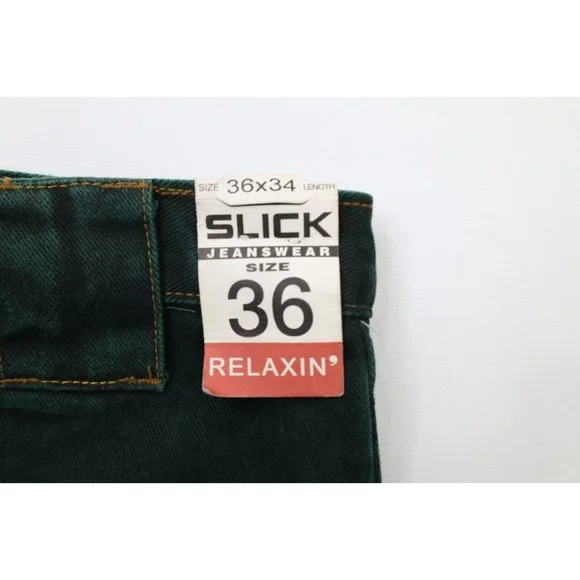 SIZE 36x34 LENGTH
SLICK
JEANSWEAR
SIZE
36
RELAXIN'